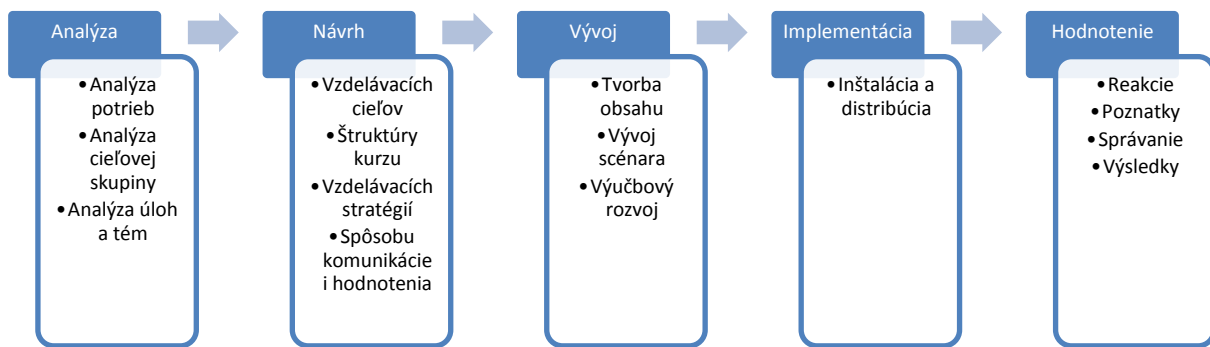 Analýza
•Analýza
potrieb
•Analýza
cieľovej
skupiny
•Analýza úloh
a tém
Návrh
•Vzdelávacích
cieľov
•Štruktúry
kurzu
•Vzdelávacích
stratégií
•Spôsobu
komunikácie
i hodnotenia
Vývoj
•Tvorba
obsahu
•Vývoj
scénara
•Výučbový
rozvoj
Implementácia
•Inštalácia a
distribúcia
Hodnotenie
•Reakcie
•Poznatky
•Správanie
•Výsledky